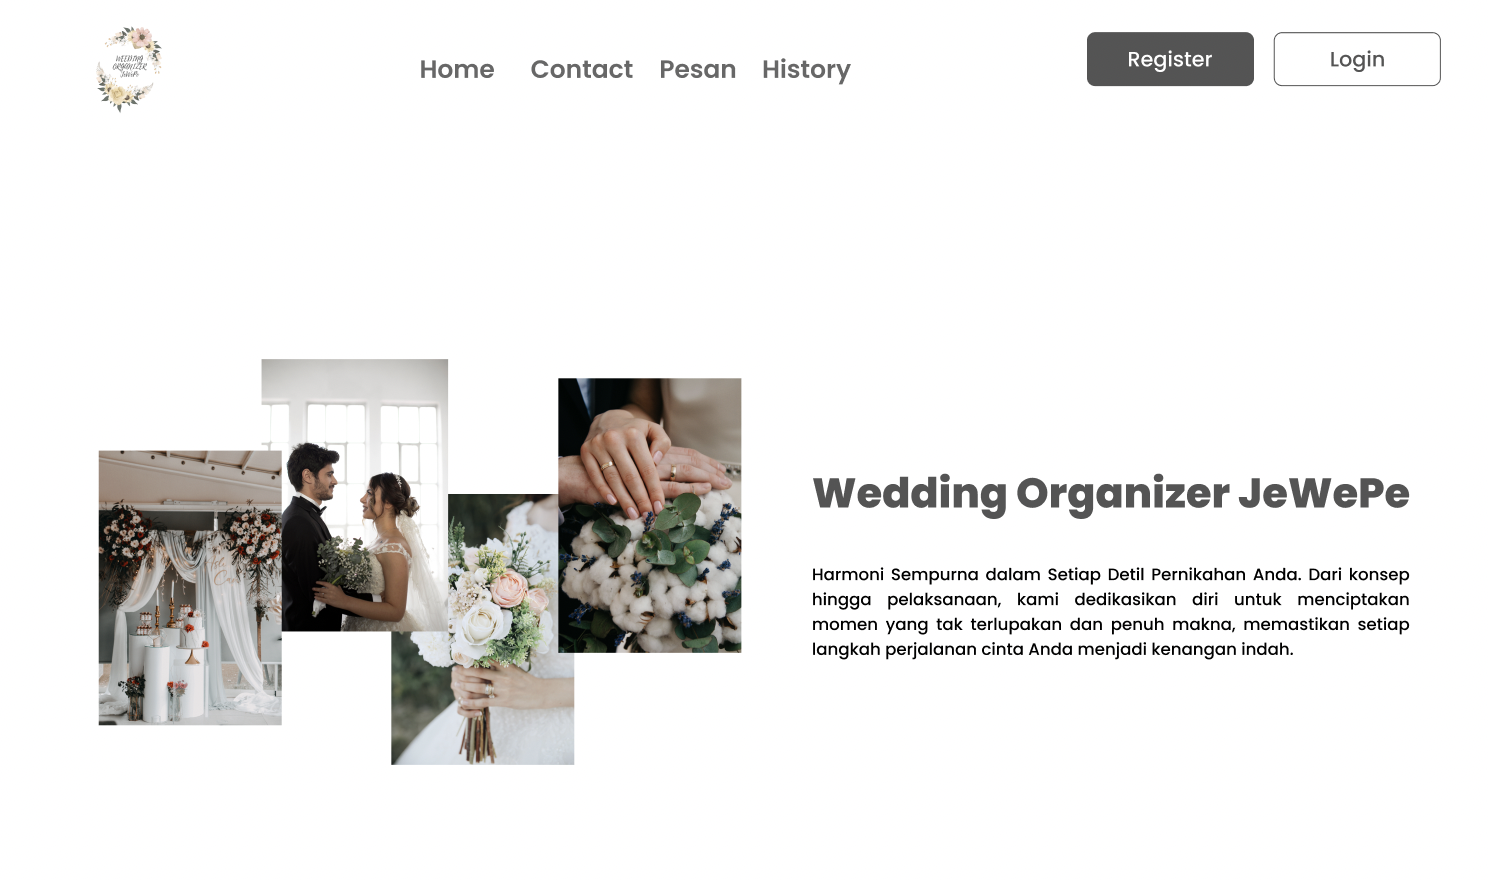 WEDDING
ORGANIZER
JeWePe
Home Contact Pesan History
Register Login
Wedding Organizer JeWePe
Harmoni Sempurna dalam Setiap Detil Pernikahan Anda. Dari konsep
hingga pelaksanaan, kami dedikasikan diri untuk menciptakan
momen yang tak terlupakan dan penuh makna, memastikan setiap
langkah perjalanan cinta Anda menjadi kenangan indah.